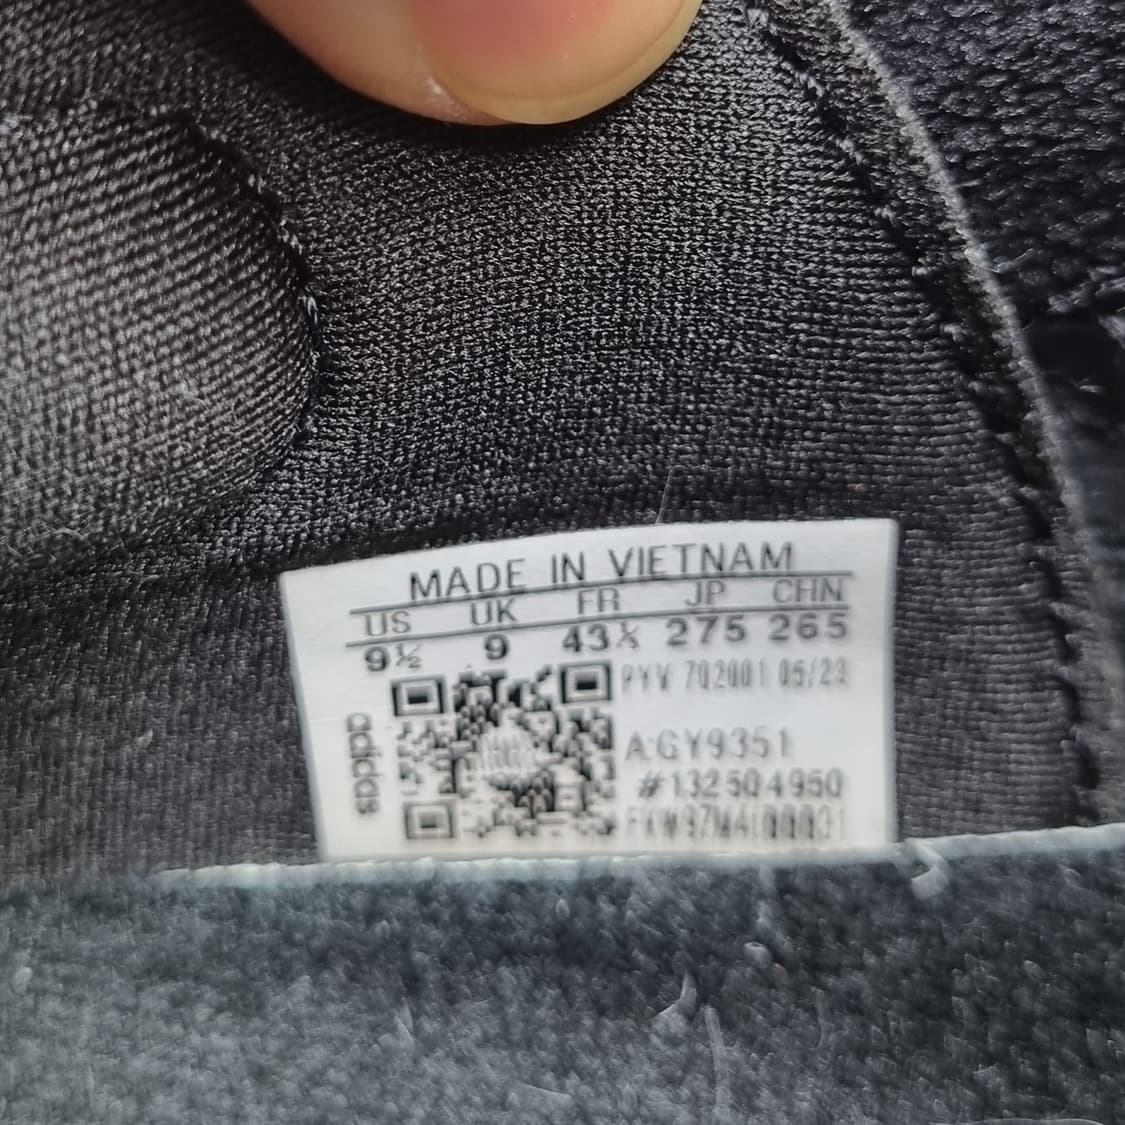 MADE IN VIETNAM
US UK FR JP CHN
9½ 9 43⅓ 275 265
PYV 702001 05/23
A:GY9351
#132504950
adidas